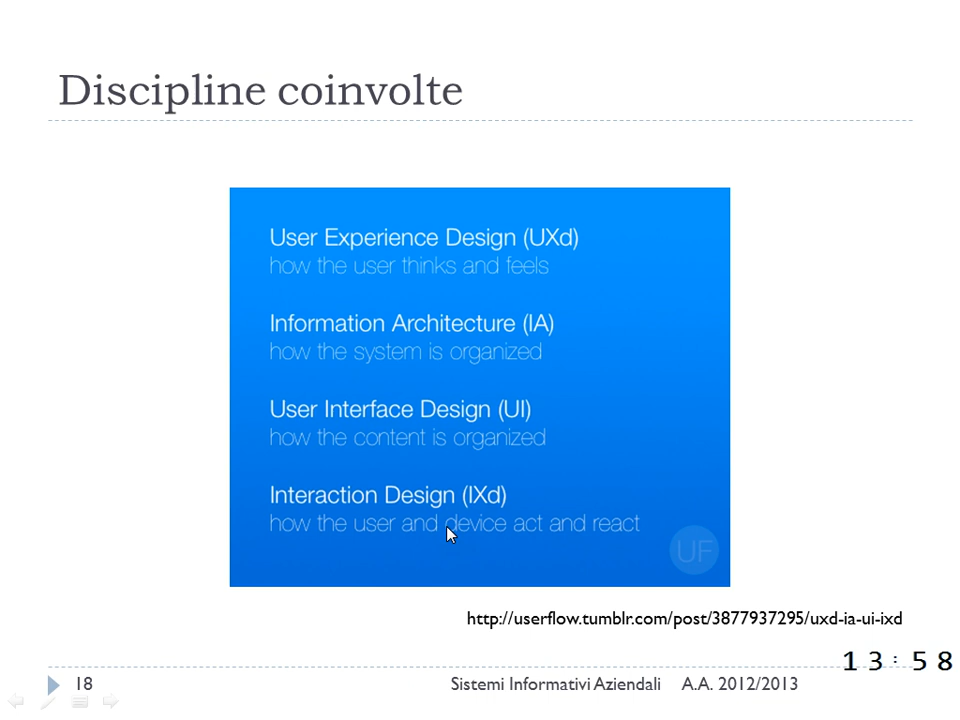 Discipline coinvolte
User Experience Design (UXd)
how the user thinks and feels
Information Architecture (IA)
how the system is organized
User Interface Design (UI)
how the content is organized
Interaction Design (IXd)
how the user and device act and react
UF
http://userflow.tumblr.com/post/3877937295/uxd-ia-ui-ixd
13:58
18
Sistemi Informativi Aziendali A.A. 2012/2013